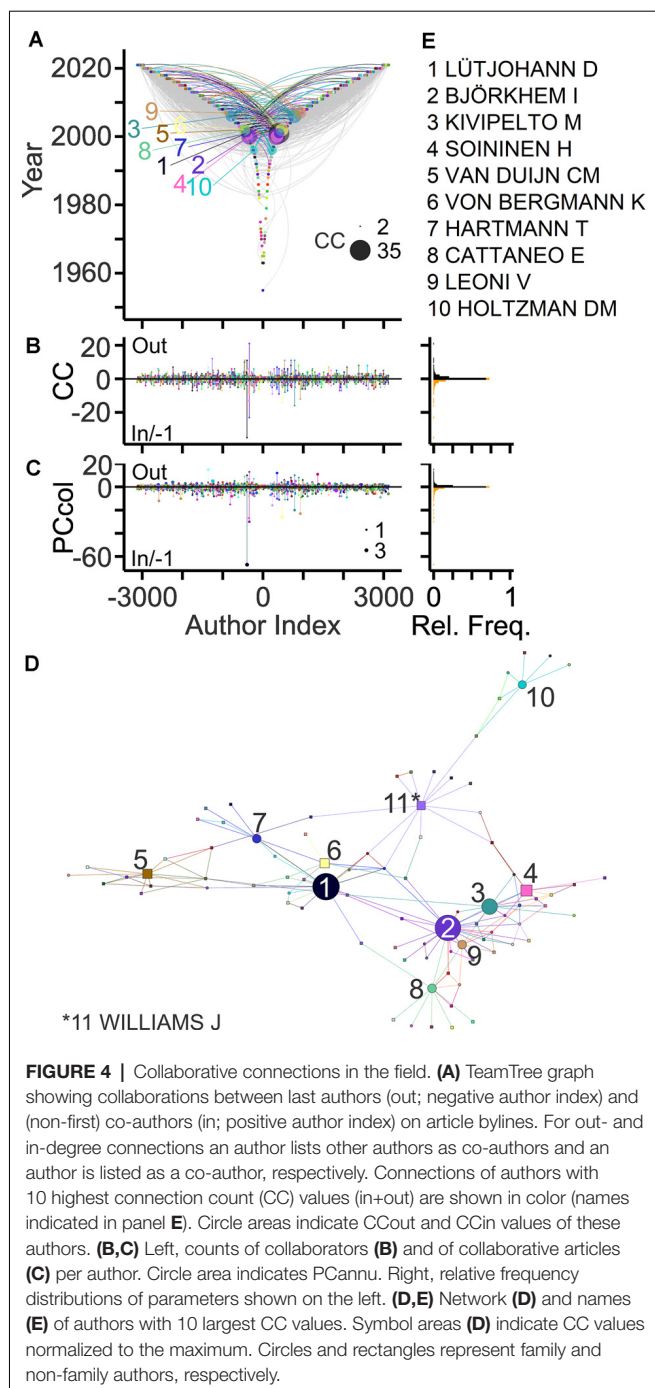 A
E
2020
2000
1980
1960
Year
9
3
5
6
8
7
1
2
4
10
CC
2
35
1 LÜTJOHANN D
2 BJÖRKHEM I
3 KIVIPELTO M
4 SOININEN H
5 VAN DUIJN CM
6 VON BERGMANN K
7 HARTMANN T
8 CATTANEO E
9 LEONI V
10 HOLTZMAN DM
B
CC
20
0
-20
Out
In/-1
C
PCcol
20
0
-60
Out
In/-1
1
3
-3000 0 3000
Author Index
0 1
Rel. Freq.
D
10
11*
7
6
5
1
4
3
2
9
8
*11 WILLIAMS J
FIGURE 4 | Collaborative connections in the field. (A) TeamTree graph
showing collaborations between last authors (out; negative author index) and
(non-first) co-authors (in; positive author index) on article bylines. For out- and
in-degree connections an author lists other authors as co-authors and an
author is listed as a co-author, respectively. Connections of authors with
10 highest connection count (CC) values (in+out) are shown in color (names
indicated in panel E). Circle areas indicate CCout and CCin values of these
authors. (B,C) Left, counts of collaborators (B) and of collaborative articles
(C) per author. Circle area indicates PCannu. Right, relative frequency
distributions of parameters shown on the left. (D,E) Network (D) and names
(E) of authors with 10 largest CC values. Symbol areas (D) indicate CC values
normalized to the maximum. Circles and rectangles represent family and
non-family authors, respectively.